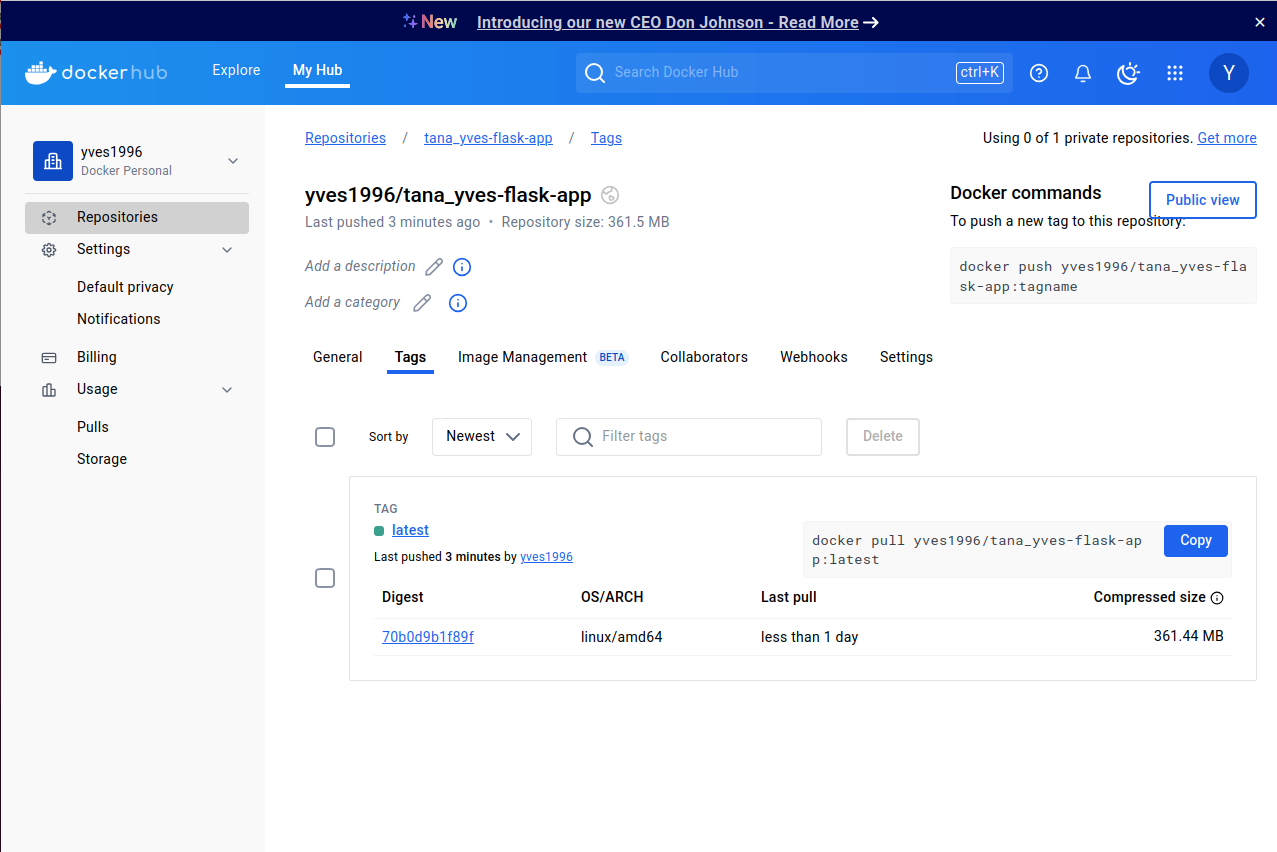 New Introducing our new CEO Don Johnson - Read More
docker hub
Explore
My Hub
Search Docker Hub
ctrl+K
Y
yves1996
Docker Personal
Repositories
Settings
Default privacy
Notifications
Billing
Usage
Pulls
Storage
Repositories / tana_yves-flask-app / Tags
Using 0 of 1 private repositories. Get more
yves1996/tana_yves-flask-app
Last pushed 3 minutes ago • Repository size: 361.5 MB
Add a description
Add a category
Docker commands
Public view
To push a new tag to this repository:
docker push yves1996/tana_yves-fla
sk-app:tagname
General Tags Image Management BETA Collaborators Webhooks Settings
Sort by Newest Filter tags Delete
TAG
latest
Last pushed 3 minutes by yves1996
docker pull yves1996/tana_yves-flask-ap
p:latest
Copy
Digest OS/ARCH Last pull Compressed size
70b0d9b1f89f linux/amd64 less than 1 day 361.44 MB